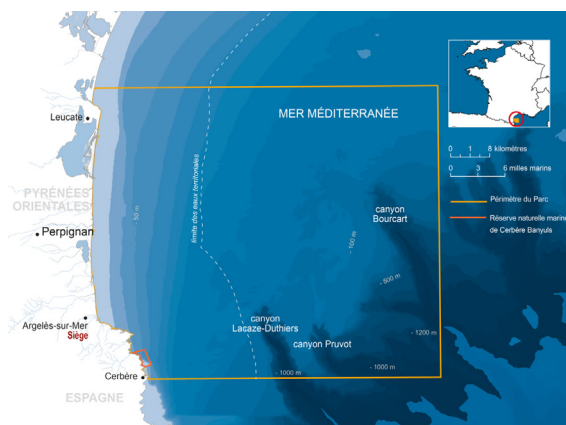 Leucate
MER MÉDITERRANÉE
0 1 8 kilomètres
0 3 6 milles marins
PYRÉNÉES
ORIENTALES
Perpignan
- 50 m
limite des eaux territoriales
canyon
Bourcart
Périmètre du Parc
Réserve naturelle marine
de Cerbère Banyuls
- 100 m
- 800 m
Argelès-sur-Mer
Siège
canyon
Lacaze-Duthiers
canyon Pruvot
- 1200 m
Cerbère
- 1000 m
- 1000 m
ESPAGNE